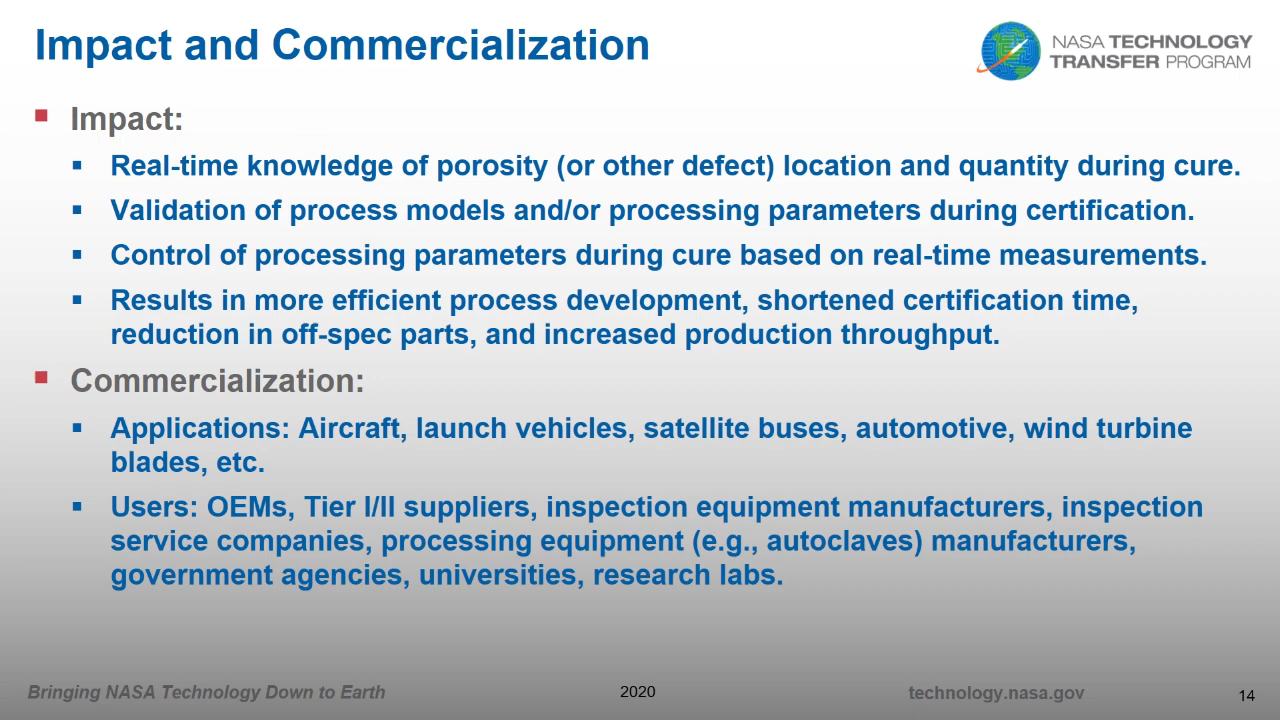 Impact and Commercialization
NASA TECHNOLOGY
TRANSFER PROGRAM
Impact:
Real-time knowledge of porosity (or other defect) location and quantity during cure.
Validation of process models and/or processing parameters during certification.
Control of processing parameters during cure based on real-time measurements.
Results in more efficient process development, shortened certification time,
reduction in off-spec parts, and increased production throughput.
Commercialization:
Applications: Aircraft, launch vehicles, satellite buses, automotive, wind turbine
blades, etc.
Users: OEMs, Tier I/II suppliers, inspection equipment manufacturers, inspection
service companies, processing equipment (e.g., autoclaves) manufacturers,
government agencies, universities, research labs.
Bringing NASA Technology Down to Earth
2020
technology.nasa.gov
14